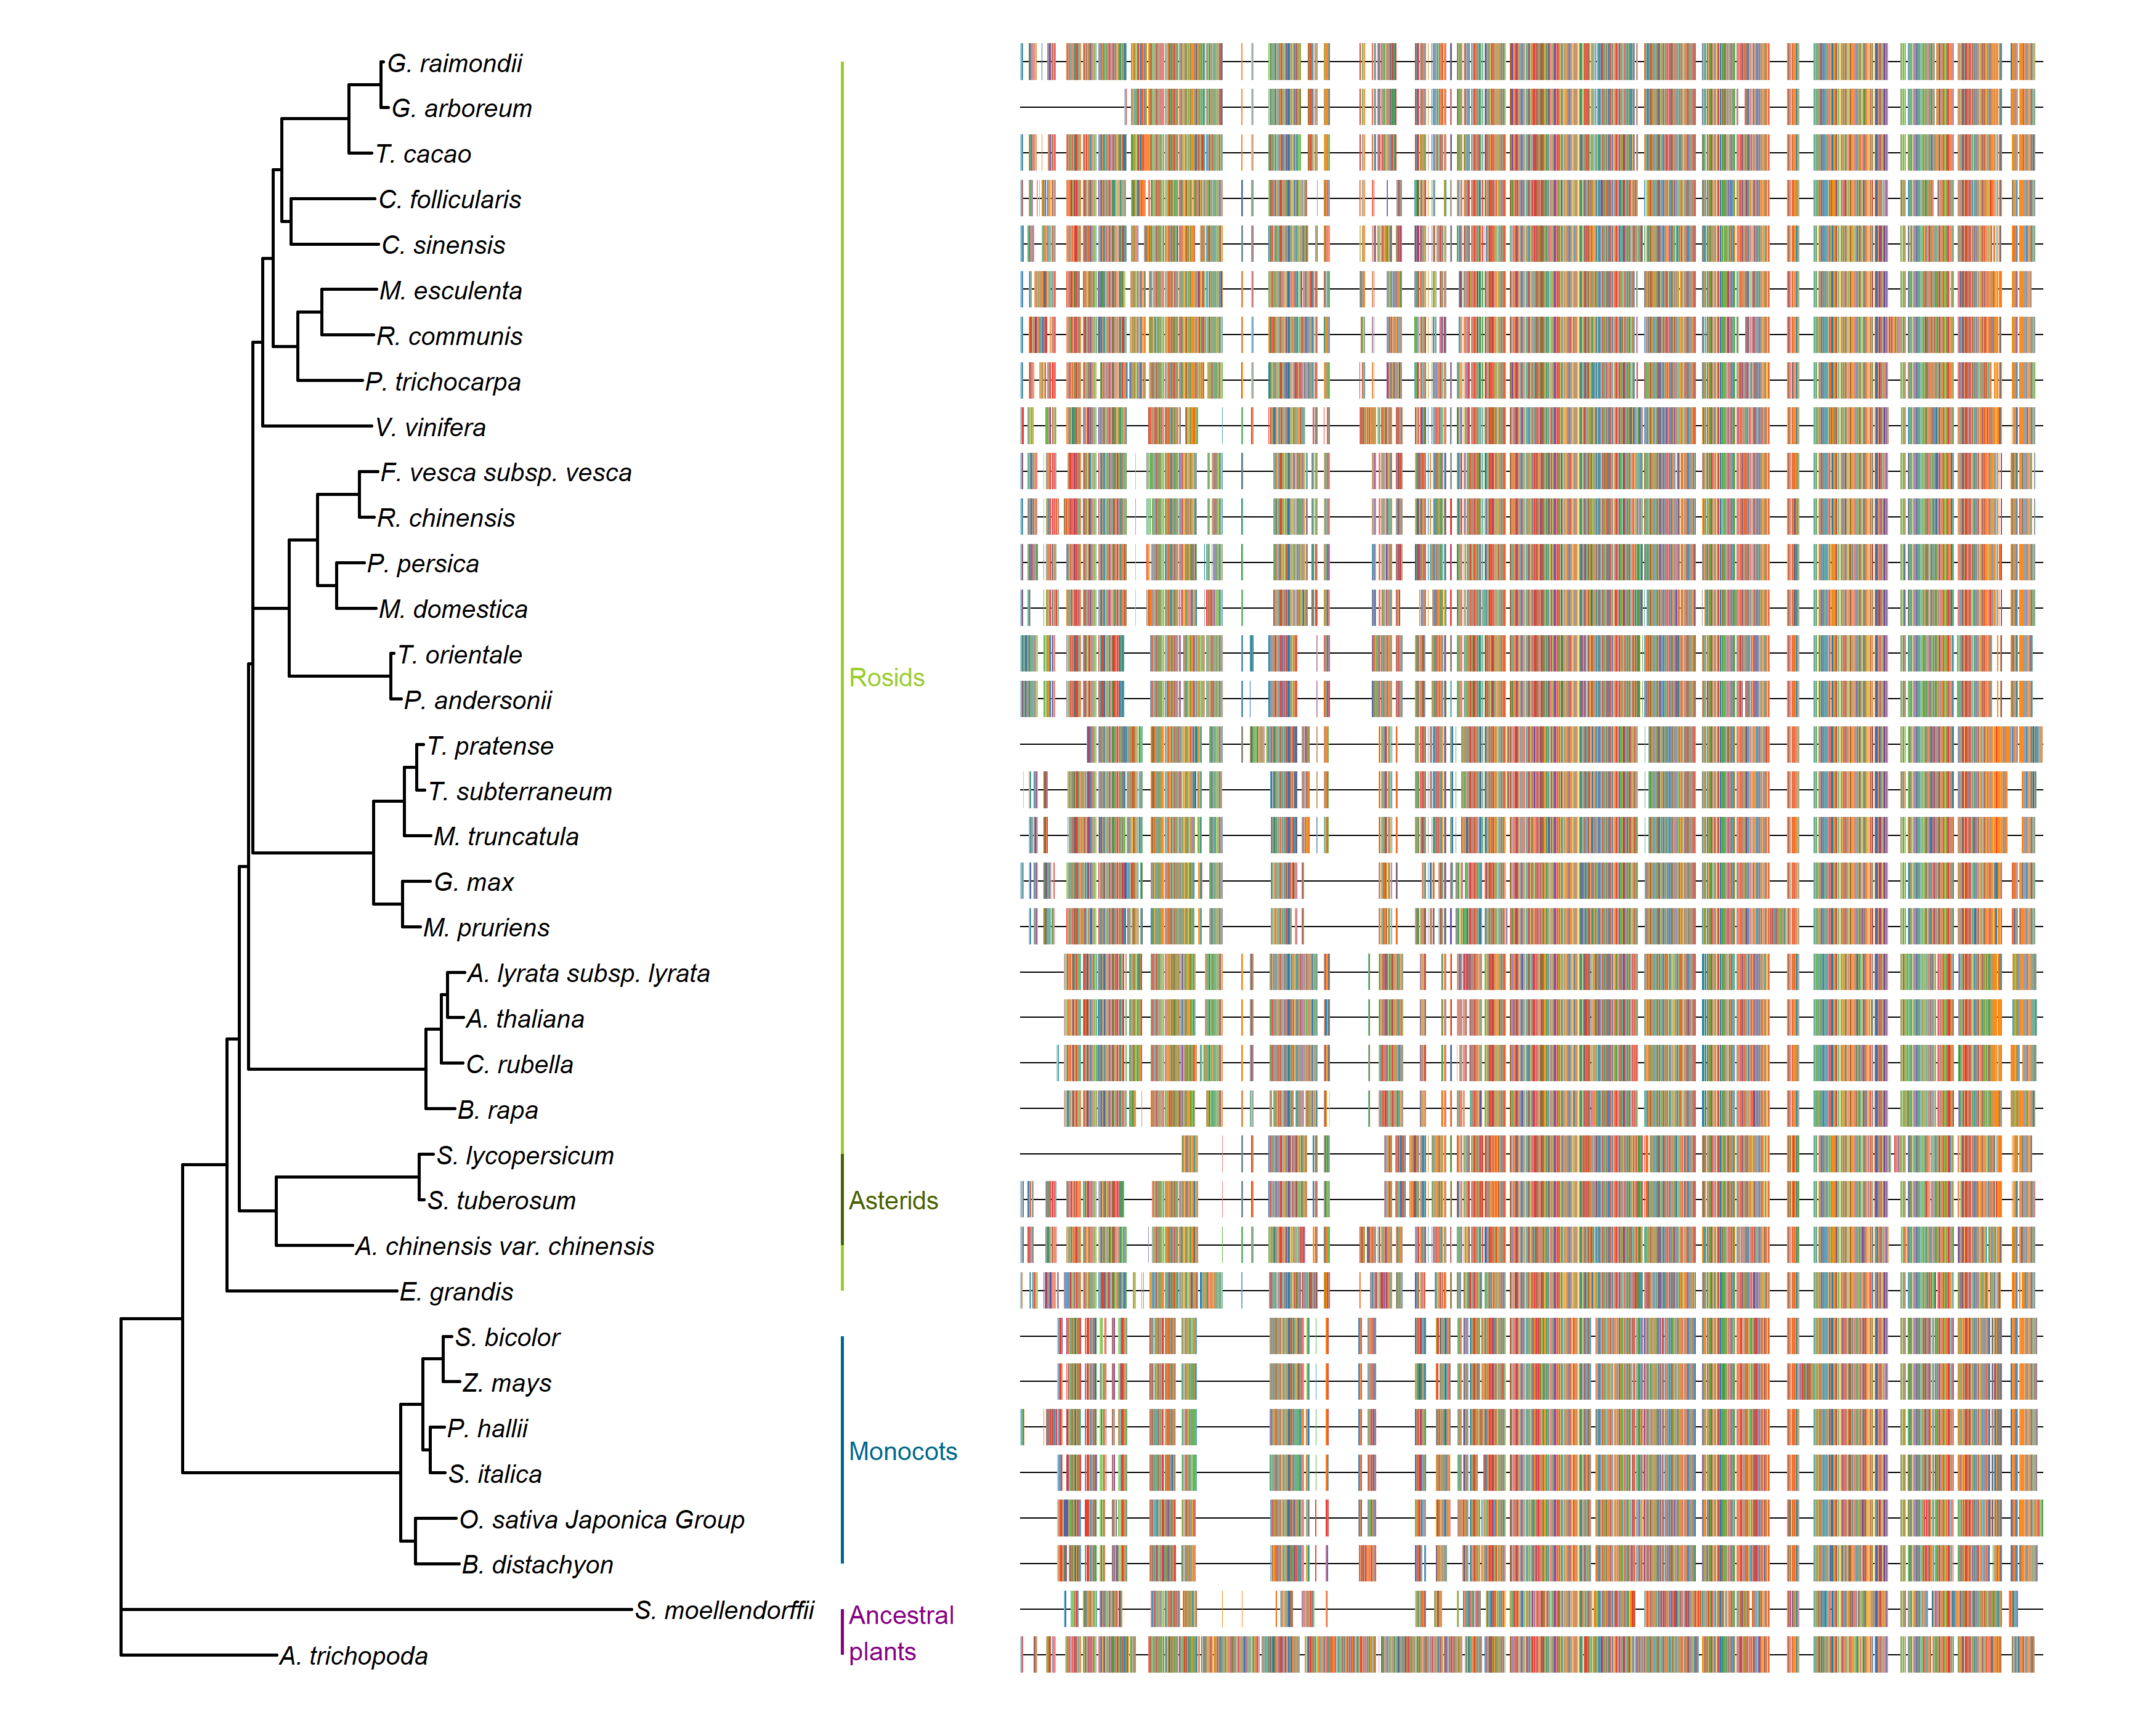 G. raimondii
G. arboreum
T. cacao
C. follicularis
C. sinensis
M. esculenta
R. communis
P. trichocarpa
V. vinifera
F. vesca subsp. vesca
R. chinensis
P. persica
M. domestica
T. orientale
Rosids
P. andersonii
T. pratense
T. subterraneum
M. truncatula
G. max
M. pruriens
A. lyrata subsp. lyrata
A. thaliana
C. rubella
B. rapa
S. lycopersicum
S. tuberosum
Asterids
A. chinensis var. chinensis
E. grandis
S. bicolor
Z. mays
P. hallii
Monocots
S. italica
O. sativa Japonica Group
B. distachyon
S. moellendorffii
Ancestral
plants
A. trichopoda